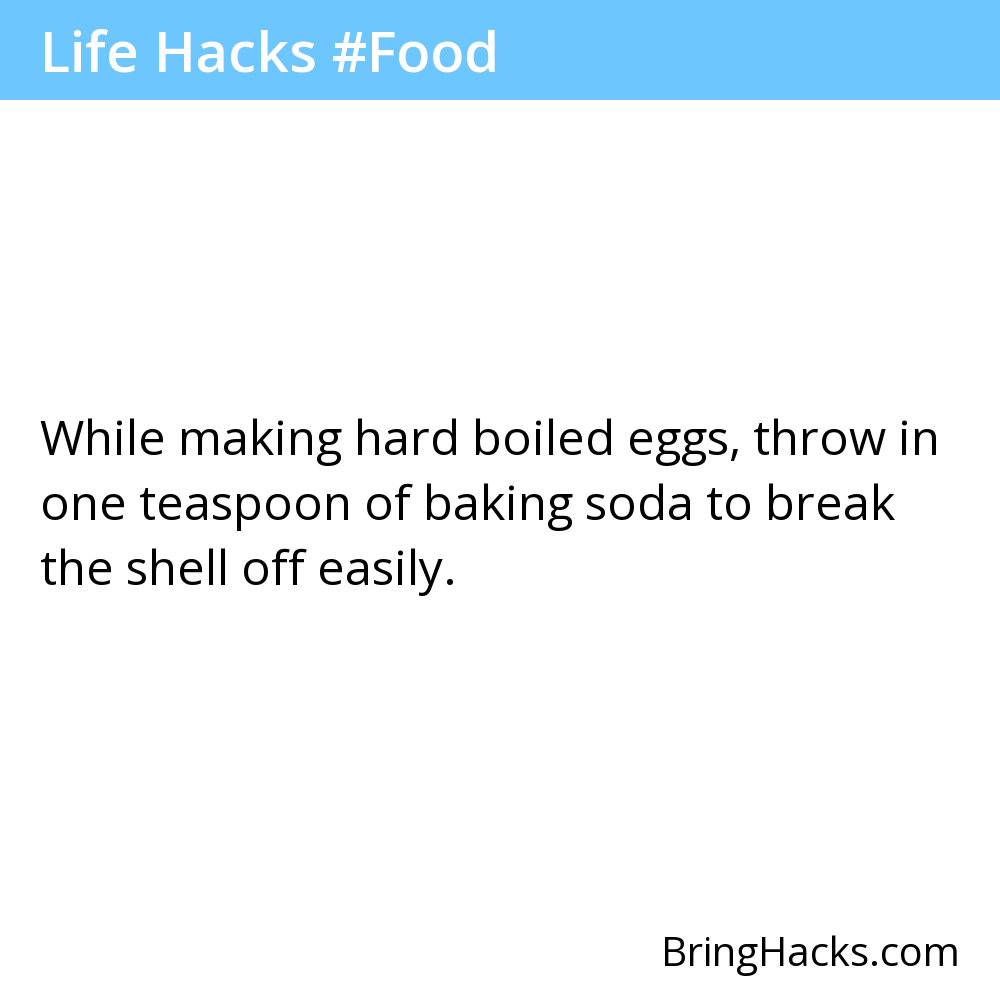 Life Hacks #Food
While making hard boiled eggs, throw in
one teaspoon of baking soda to break
the shell off easily.
BringHacks.com